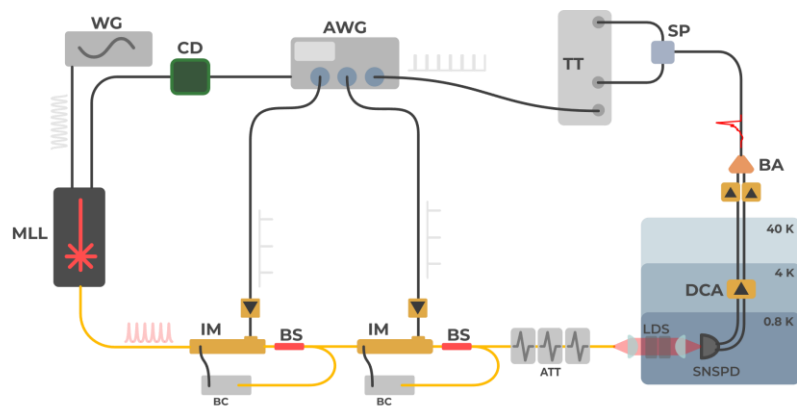 WG
CD
AWG
SP
TT
BA
MLL
40 K
4 K
DCA
0.8 K
IM
BS
IM
BS
LDS
ATT
SNSPD
BC
BC